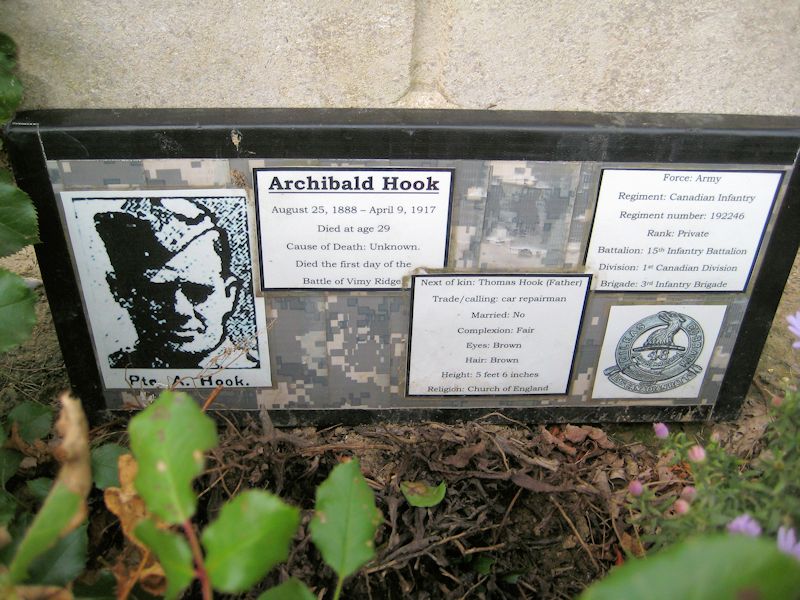 Archibald Hook
August 25, 1888 – April 9, 1917
Died at age 29
Cause of Death: Unknown.
Died the first day of the
Battle of Vimy Ridge.
Pte. A. Hook.
Next of kin: Thomas Hook (Father)
Trade/calling: car repairman
Married: No
Complexion: Fair
Eyes: Brown
Hair: Brown
Height: 5 feet 6 inches
Religion: Church of England
Force: Army
Regiment: Canadian Infantry
Regiment number: 192246
Rank: Private
Battalion: 15th Infantry Battalion
Division: 1st Canadian Division
Brigade: 3rd Infantry Brigade
48